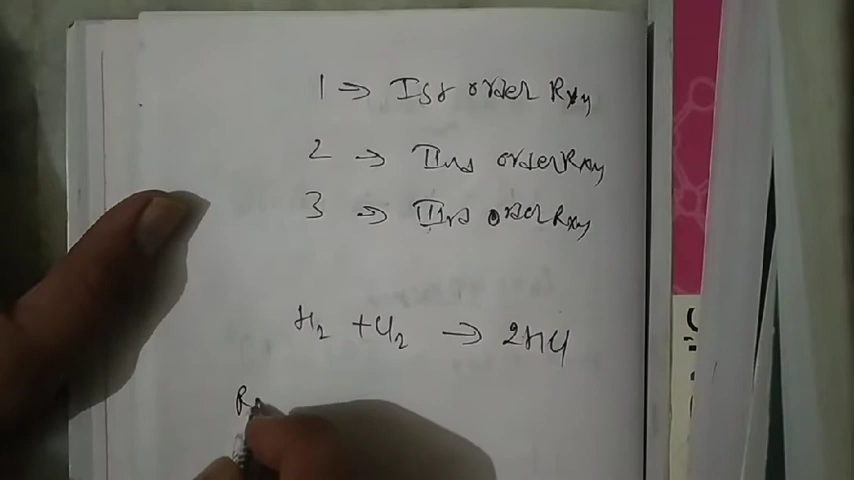 1 → Ist order Rxn
2 → IInd order Rxn
3 → IIIrd order Rxn
H2 + Cl2 → 2HCl
R